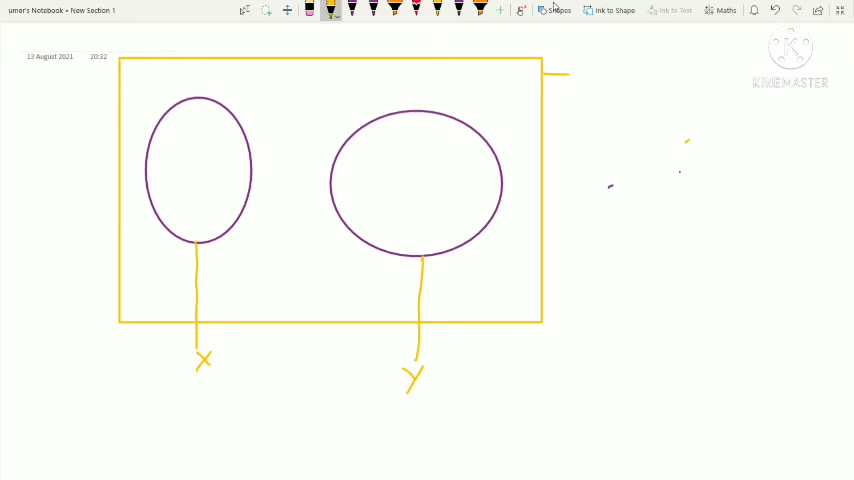 umer's Notebook » New Section 1
Shapes Ink to Shape Ink to Text Maths
13 August 2021 20:32
K
KINEMASTER
x
y